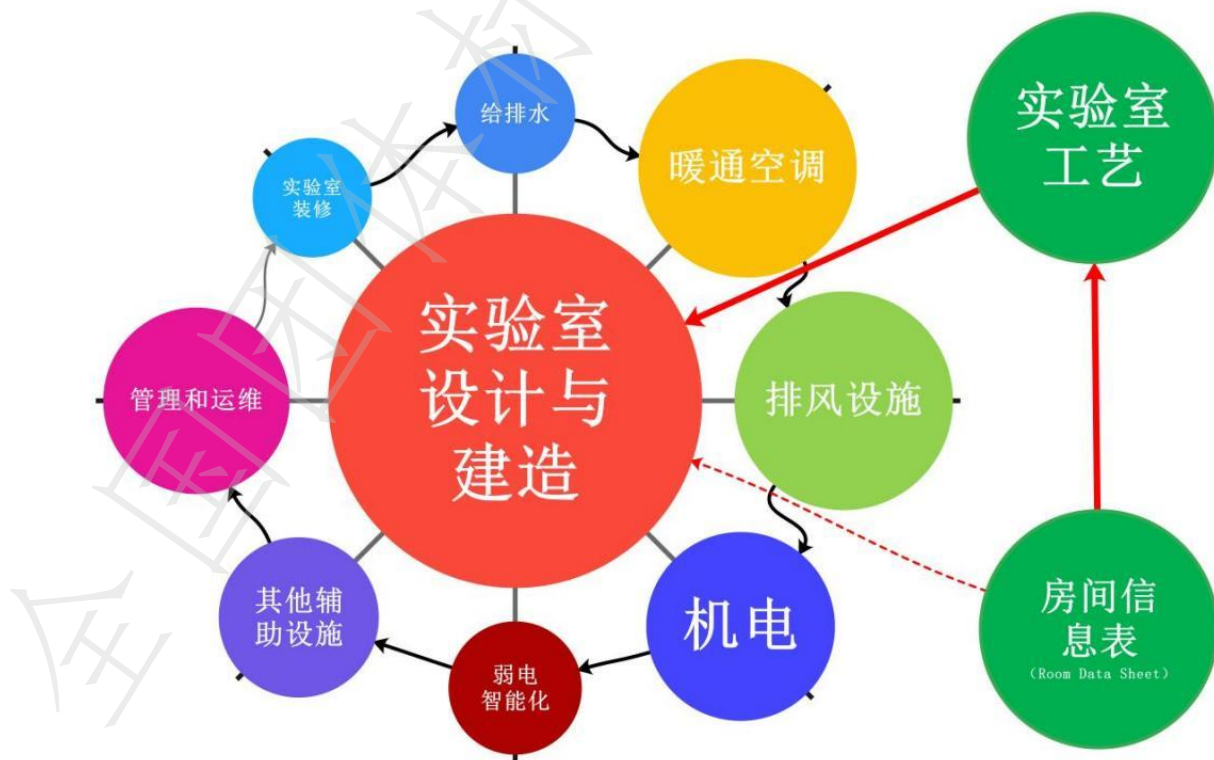 给排水
暖通空调
实验室
工艺
实验室
装修
实验室
设计与
建造
管理和运维
排风设施
其他辅
助设施
机电
弱电
智能化
房间信
息表
(Room Data Sheet)